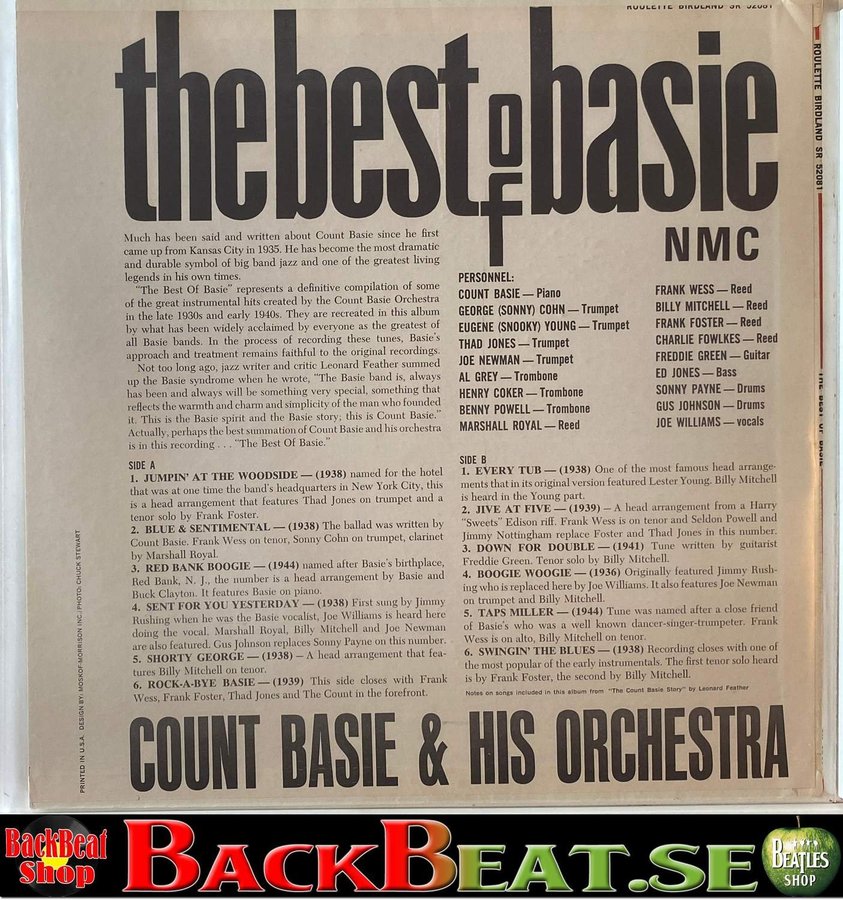 ROULETTE BIRDLAND SR 52081
the best of basie
NMC
Much has been said and written about Count Basie since he first
came up from Kansas City in 1935. He has become the most dramatic
and durable symbol of big band jazz and one of the greatest living
legends in his own times.
"The Best Of Basie" represents a definitive compilation of some
of the great instrumental hits created by the Count Basie Orchestra
in the late 1930s and early 1940s. They are recreated in this album
by what has been widely acclaimed by everyone as the greatest of
all Basie bands. In the process of recording these tunes, Basie's
approach and treatment remains faithful to the original recordings.
Not too long ago, jazz writer and critic Leonard Feather summed
up the Basie syndrome when he wrote, "The Basie band is, always
has been and always will be something very special, something that
reflects the warmth and charm and simplicity of the man who founded
it. This is the Basie spirit and the Basie story; this is Count Basie."
Actually, perhaps the best summation of Count Basie and his orchestra
is in this recording . . . "The Best Of Basie."
PERSONNEL:
COUNT BASIE — Piano
GEORGE (SONNY) COHN — Trumpet
EUGENE (SNOOKY) YOUNG — Trumpet
THAD JONES — Trumpet
JOE NEWMAN — Trumpet
AL GREY — Trombone
HENRY COKER — Trombone
BENNY POWELL — Trombone
MARSHALL ROYAL — Reed
FRANK WESS — Reed
BILLY MITCHELL — Reed
FRANK FOSTER — Reed
CHARLIE FOWLKES — Reed
FREDDIE GREEN — Guitar
ED JONES — Bass
SONNY PAYNE — Drums
GUS JOHNSON — Drums
JOE WILLIAMS — vocals
SIDE A
1. JUMPIN' AT THE WOODSIDE — (1938) named for the hotel
that was at one time the band's headquarters in New York City, this
is a head arrangement that features Thad Jones on trumpet and a
tenor solo by Frank Foster.
2. BLUE & SENTIMENTAL — (1938) The ballad was written by
Count Basie. Frank Wess on tenor, Sonny Cohn on trumpet, clarinet
by Marshall Royal.
3. RED BANK BOOGIE — (1944) named after Basie's birthplace,
Red Bank, N. J., the number is a head arrangement by Basie and
Buck Clayton. It features Basie on piano.
4. SENT FOR YOU YESTERDAY — (1938) First sung by Jimmy
Rushing when he was the Basie vocalist, Joe Williams is heard here
doing the vocal. Marshall Royal, Billy Mitchell and Joe Newman
are also featured. Gus Johnson replaces Sonny Payne on this number.
5. SHORTY GEORGE — (1938) – A head arrangement that fea-
tures Billy Mitchell on tenor.
6. ROCK-A-BYE BASIE — (1939) This side closes with Frank
Wess, Frank Foster, Thad Jones and The Count in the forefront.
SIDE B
1. EVERY TUB — (1938) One of the most famous head arrange-
ments that in its original version featured Lester Young. Billy Mitchell
is heard in the Young part.
2. JIVE AT FIVE — (1939) – A head arrangement from a Harry
"Sweets" Edison riff. Frank Wess is on tenor and Seldon Powell and
Jimmy Nottingham replace Foster and Thad Jones in this number.
3. DOWN FOR DOUBLE — (1941) Tune written by guitarist
Freddie Green. Tenor solo by Billy Mitchell.
4. BOOGIE WOOGIE — (1936) Originally featured Jimmy Rush-
ing who is replaced here by Joe Williams. It also features Joe Newman
on trumpet and Billy Mitchell.
5. TAPS MILLER — (1944) Tune was named after a close friend
of Basie's who was a well known dancer-singer-trumpeter. Frank
Wess is on alto, Billy Mitchell on tenor.
6. SWINGIN' THE BLUES — (1938) Recording closes with one of
the most popular of the early instrumentals. The first tenor solo heard
is by Frank Foster, the second by Billy Mitchell.
Notes on songs included in this album from "The Count Basie Story" by Leonard Feather
COUNT BASIE & HIS ORCHESTRA
PRINTED IN U.S.A. DESIGN BY: MOSKOF-MORRISON INC./PHOTO: CHUCK STEWART
ROULETTE BIRDLAND SR 52081
THE BEST OF BASIE
BackBeat
Shop
BACKBEAT.SE
BEATLES
SHOP